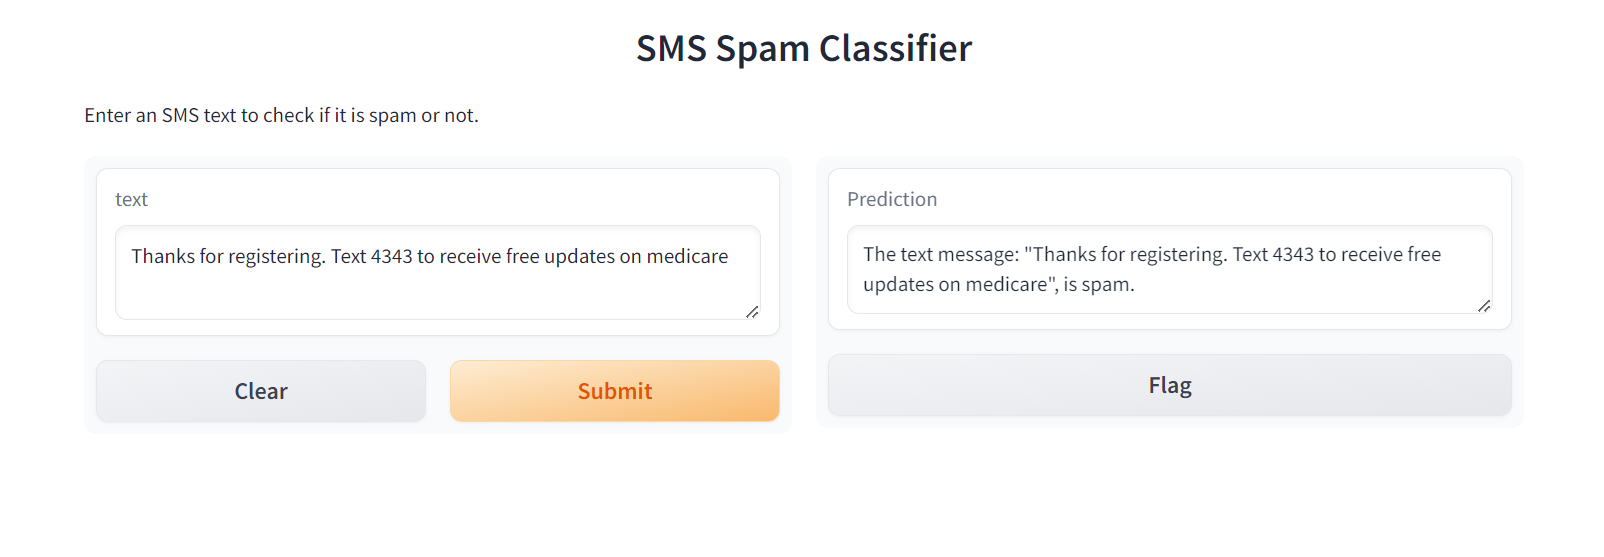 SMS Spam Classifier
Enter an SMS text to check if it is spam or not.
text
Thanks for registering. Text 4343 to receive free updates on medicare
Clear
Submit
Prediction
The text message: "Thanks for registering. Text 4343 to receive free
updates on medicare", is spam.
Flag